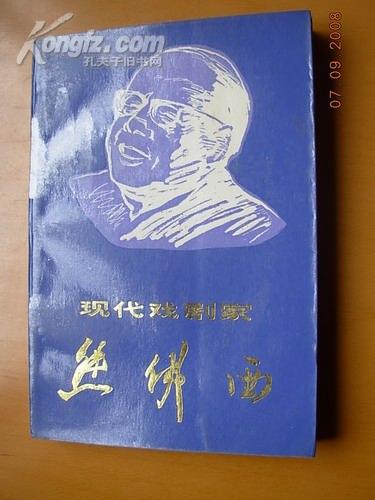 Kongfz.com
孔夫子旧书网
07 09 2008
现代戏剧家
熊佛西